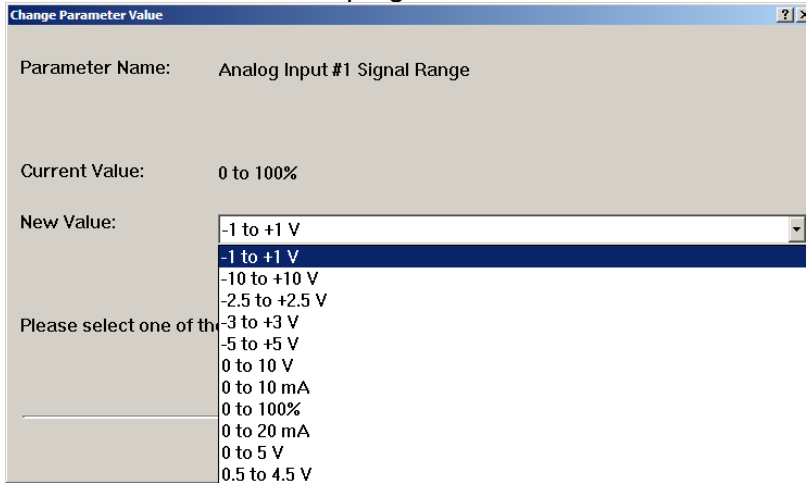 Change Parameter Value
Parameter Name: Analog Input #1 Signal Range
Current Value: 0 to 100%
New Value: -1 to +1 V
-1 to +1 V
-10 to +10 V
-2.5 to +2.5 V
Please select one of th -3 to +3 V
-5 to +5 V
0 to 10 V
0 to 10 mA
0 to 100%
0 to 20 mA
0 to 5 V
0.5 to 4.5 V